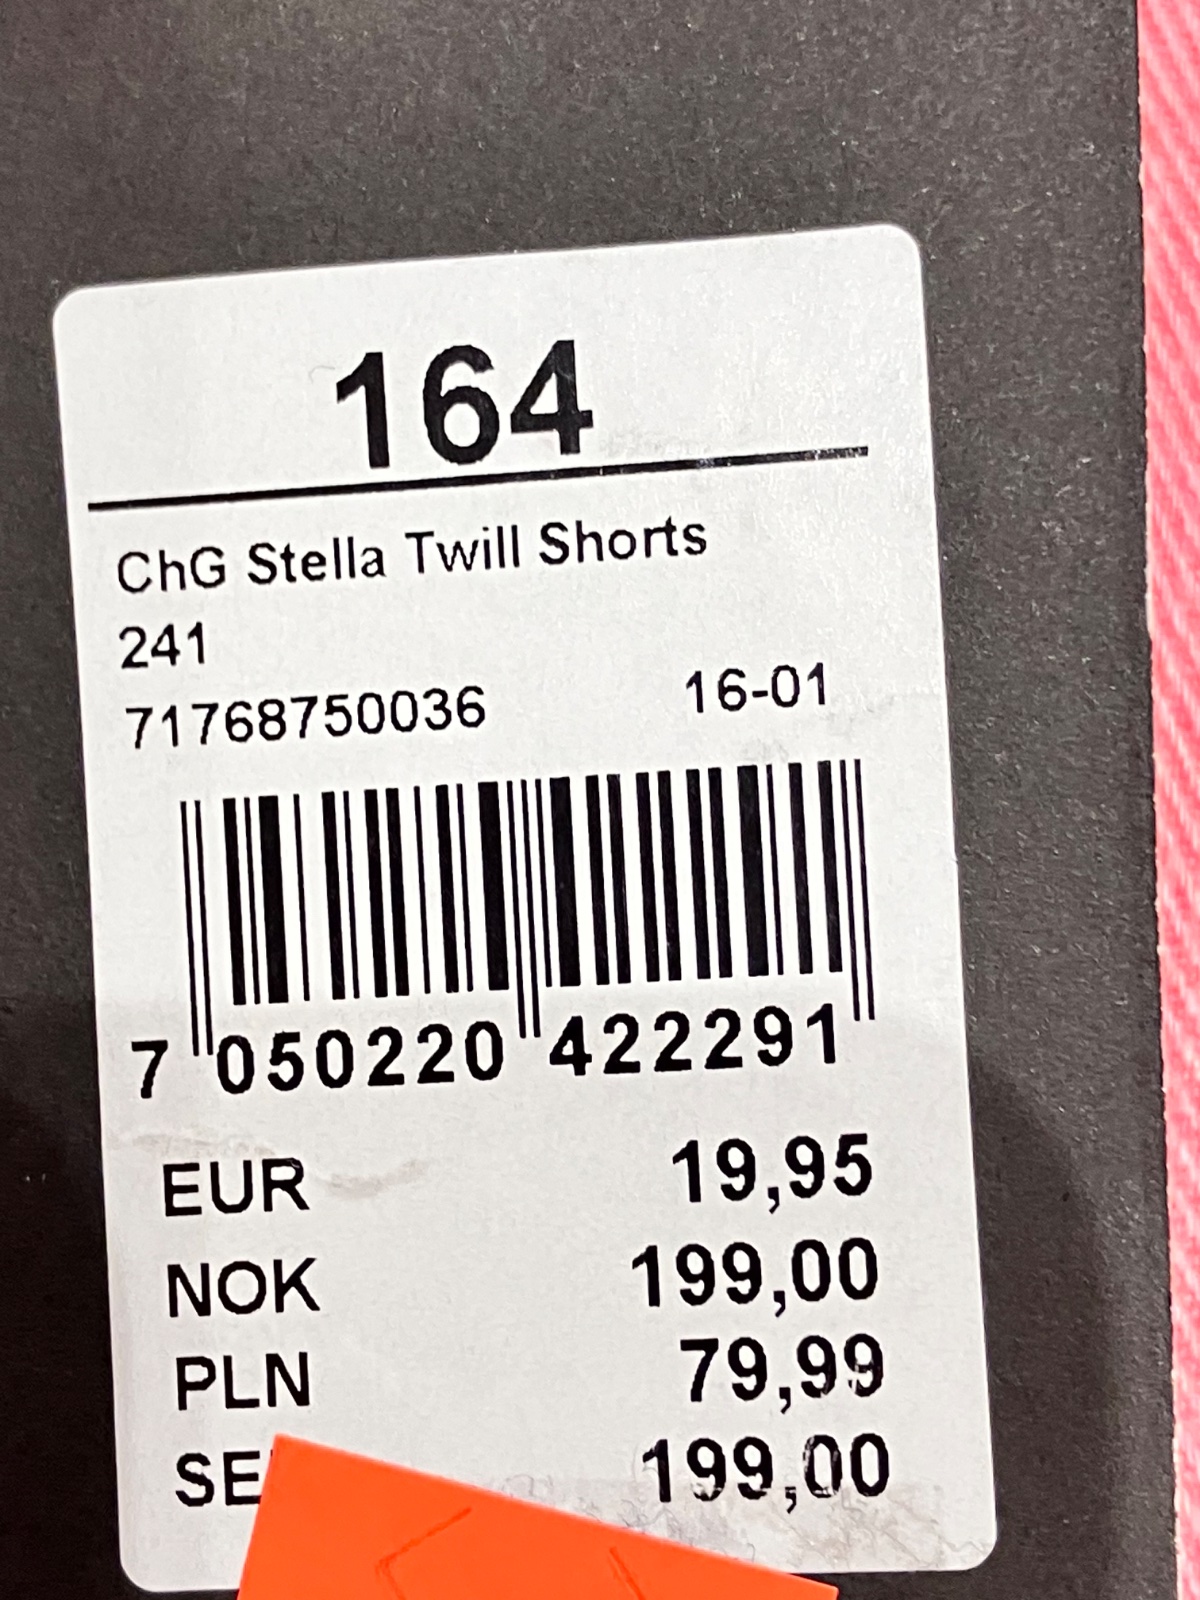 164
ChG Stella Twill Shorts
241
71768750036 16-01
7 050220 422291
EUR 19,95
NOK 199,00
PLN 79,99
SE 199,00